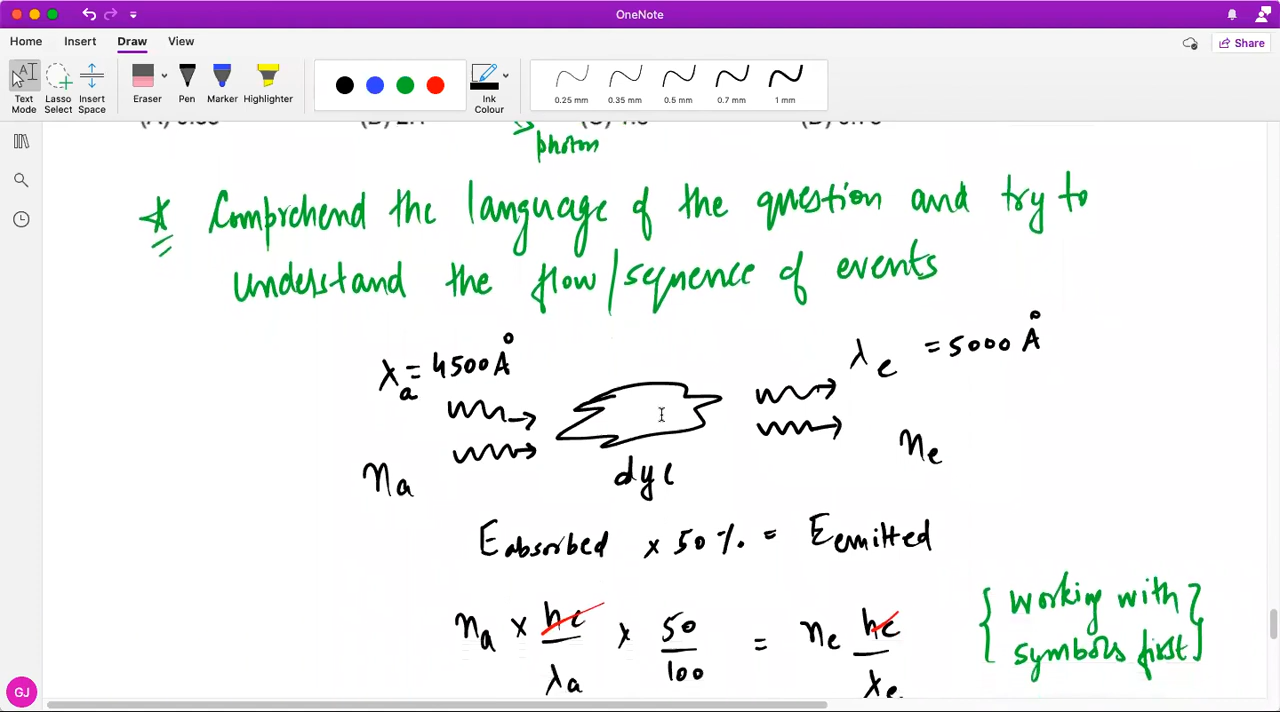 OneNote
Home Insert Draw View
Share
Text Mode
Lasso Select
Insert Space
Eraser
Pen
Marker
Highlighter
Ink Colour
0.25 mm
0.35 mm
0.5 mm
0.7 mm
1 mm
photon
* Comprehend the language of the question and try to
understand the flow/sequence of events
λa = 4500 Å
λe = 5000 Å
na
ne
dye
Eabsorbed × 50 % = Eemitted
na × hc/λa × 50/100 = ne hc/λe
{ working with
symbols first }
GJ